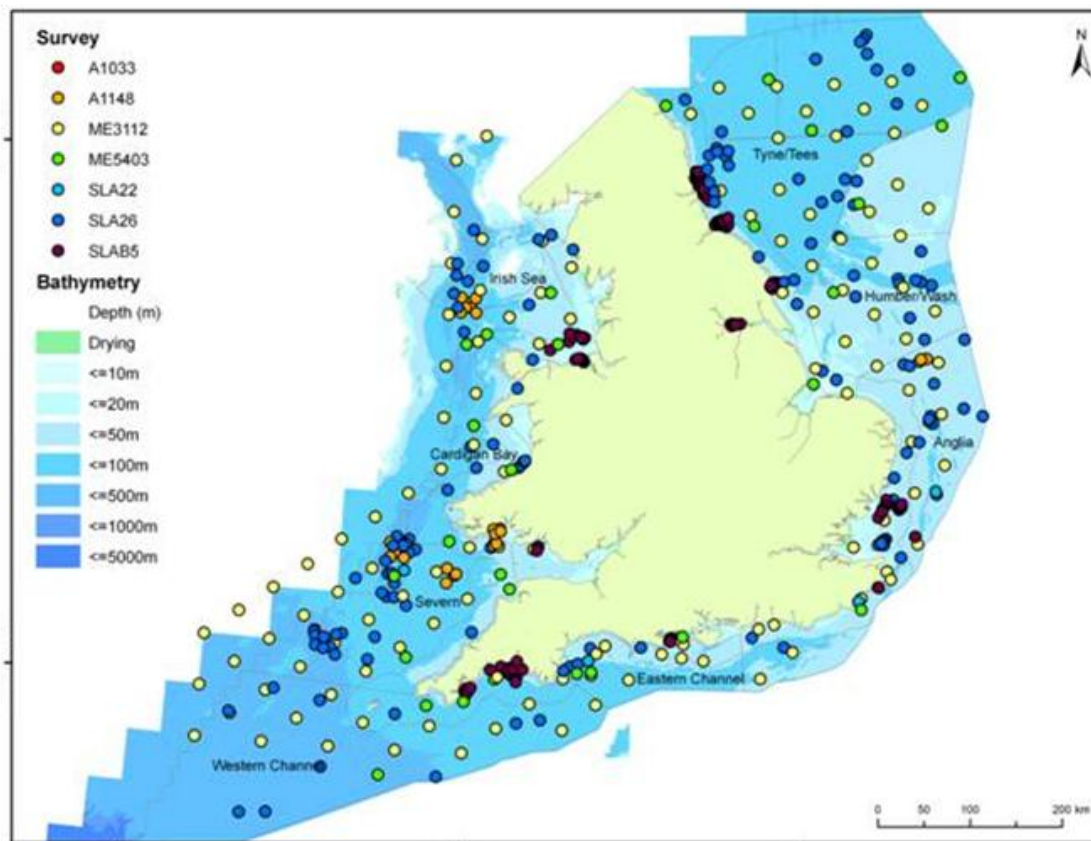 Survey
A1033
A1148
ME3112
ME5403
SLA22
SLA26
SLAB5
Bathymetry
Depth (m)
Drying
<=10m
<=20m
<=50m
<=100m
<=500m
<=1000m
<=5000m
N
Tyne/Tees
Irish Sea
Humber/Wash
Anglia
Cardigan Bay
Severn
Eastern Channel
Western Channel
0 50 100 200 km